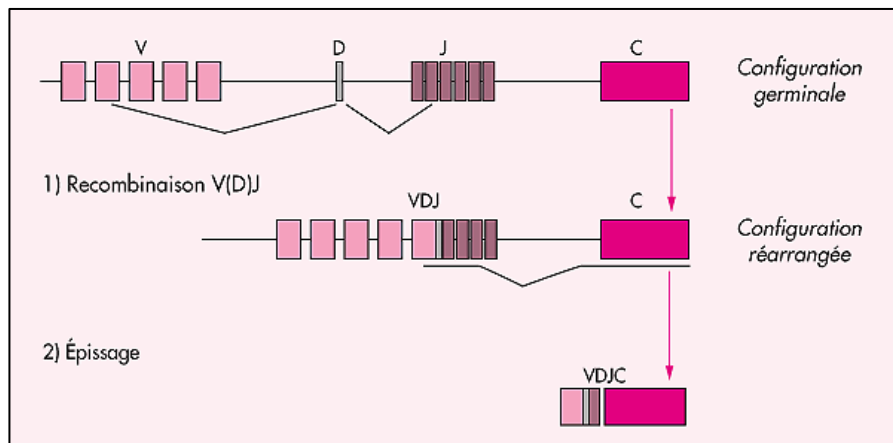 V D J C
Configuration
germinale
1) Recombinaison V(D)J
VDJ C
Configuration
réarrangée
2) Épissage
VDJC